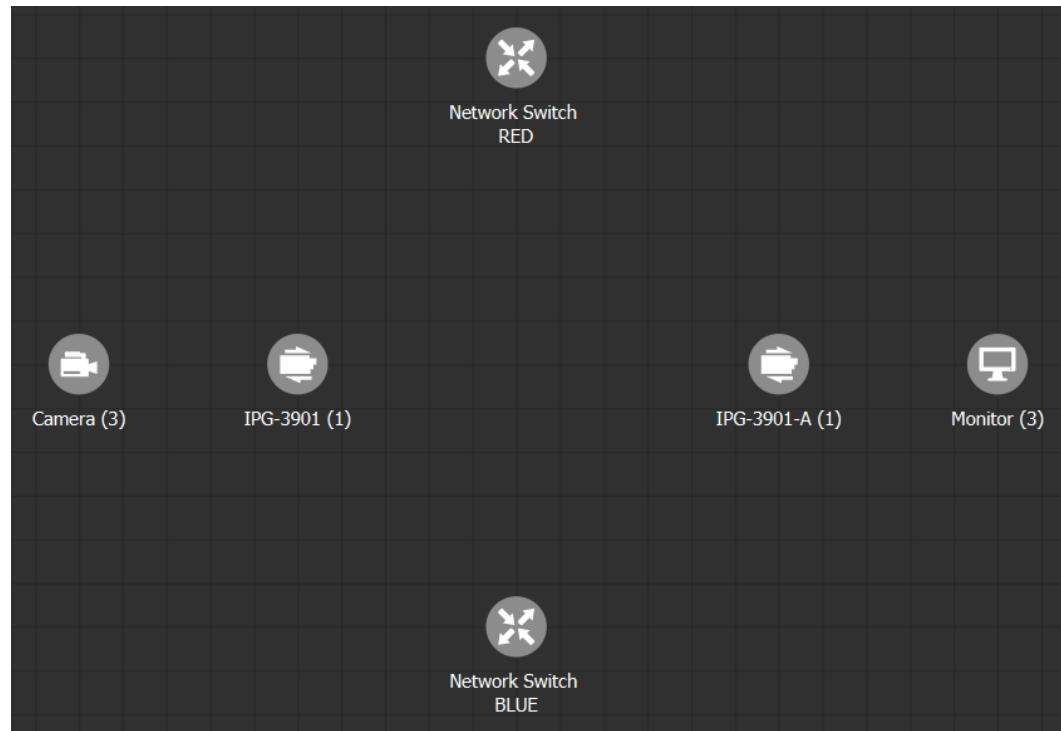 Network Switch
RED
Camera (3)
IPG-3901 (1)
IPG-3901-A (1)
Monitor (3)
Network Switch
BLUE